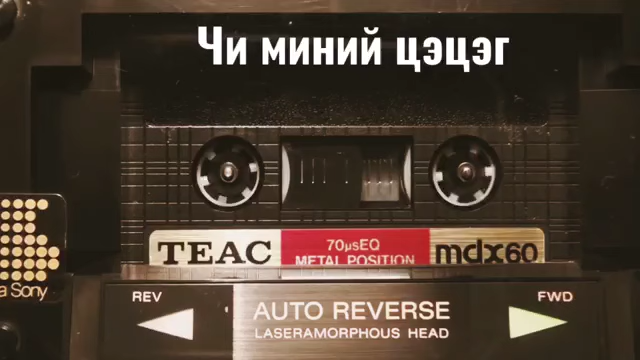 Чи миний цэцэг
TEAC
70µsEQ
METAL POSITION
mdx60
a Sony
REV
FWD
AUTO REVERSE
LASERAMORPHOUS HEAD